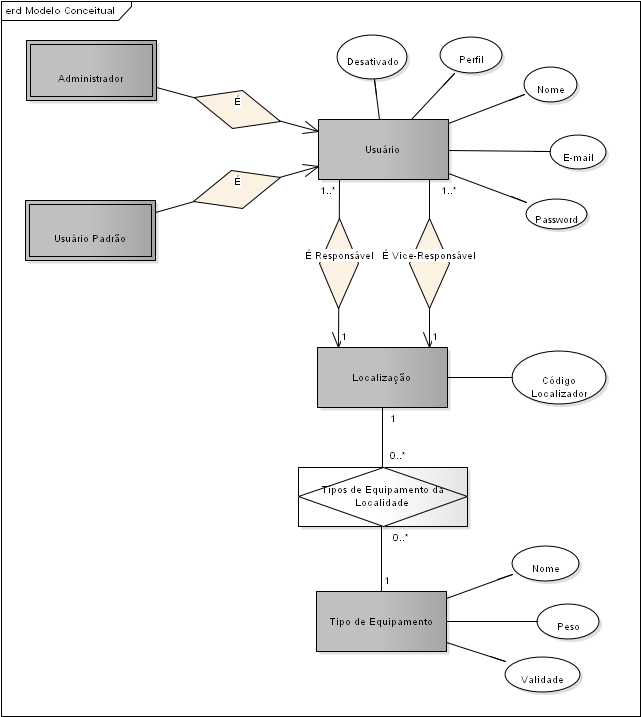 erd Modelo Conceitual
Administrador
É
Desativado
Perfil
Nome
Usuário
E-mail
Password
É
Usuário Padrão
1..*
1..*
É Responsável
É Vice-Responsável
1
1
Localização
Código
Localizador
1
0..*
Tipos de Equipamento da
Localidade
0..*
1
Nome
Tipo de Equipamento
Peso
Validade